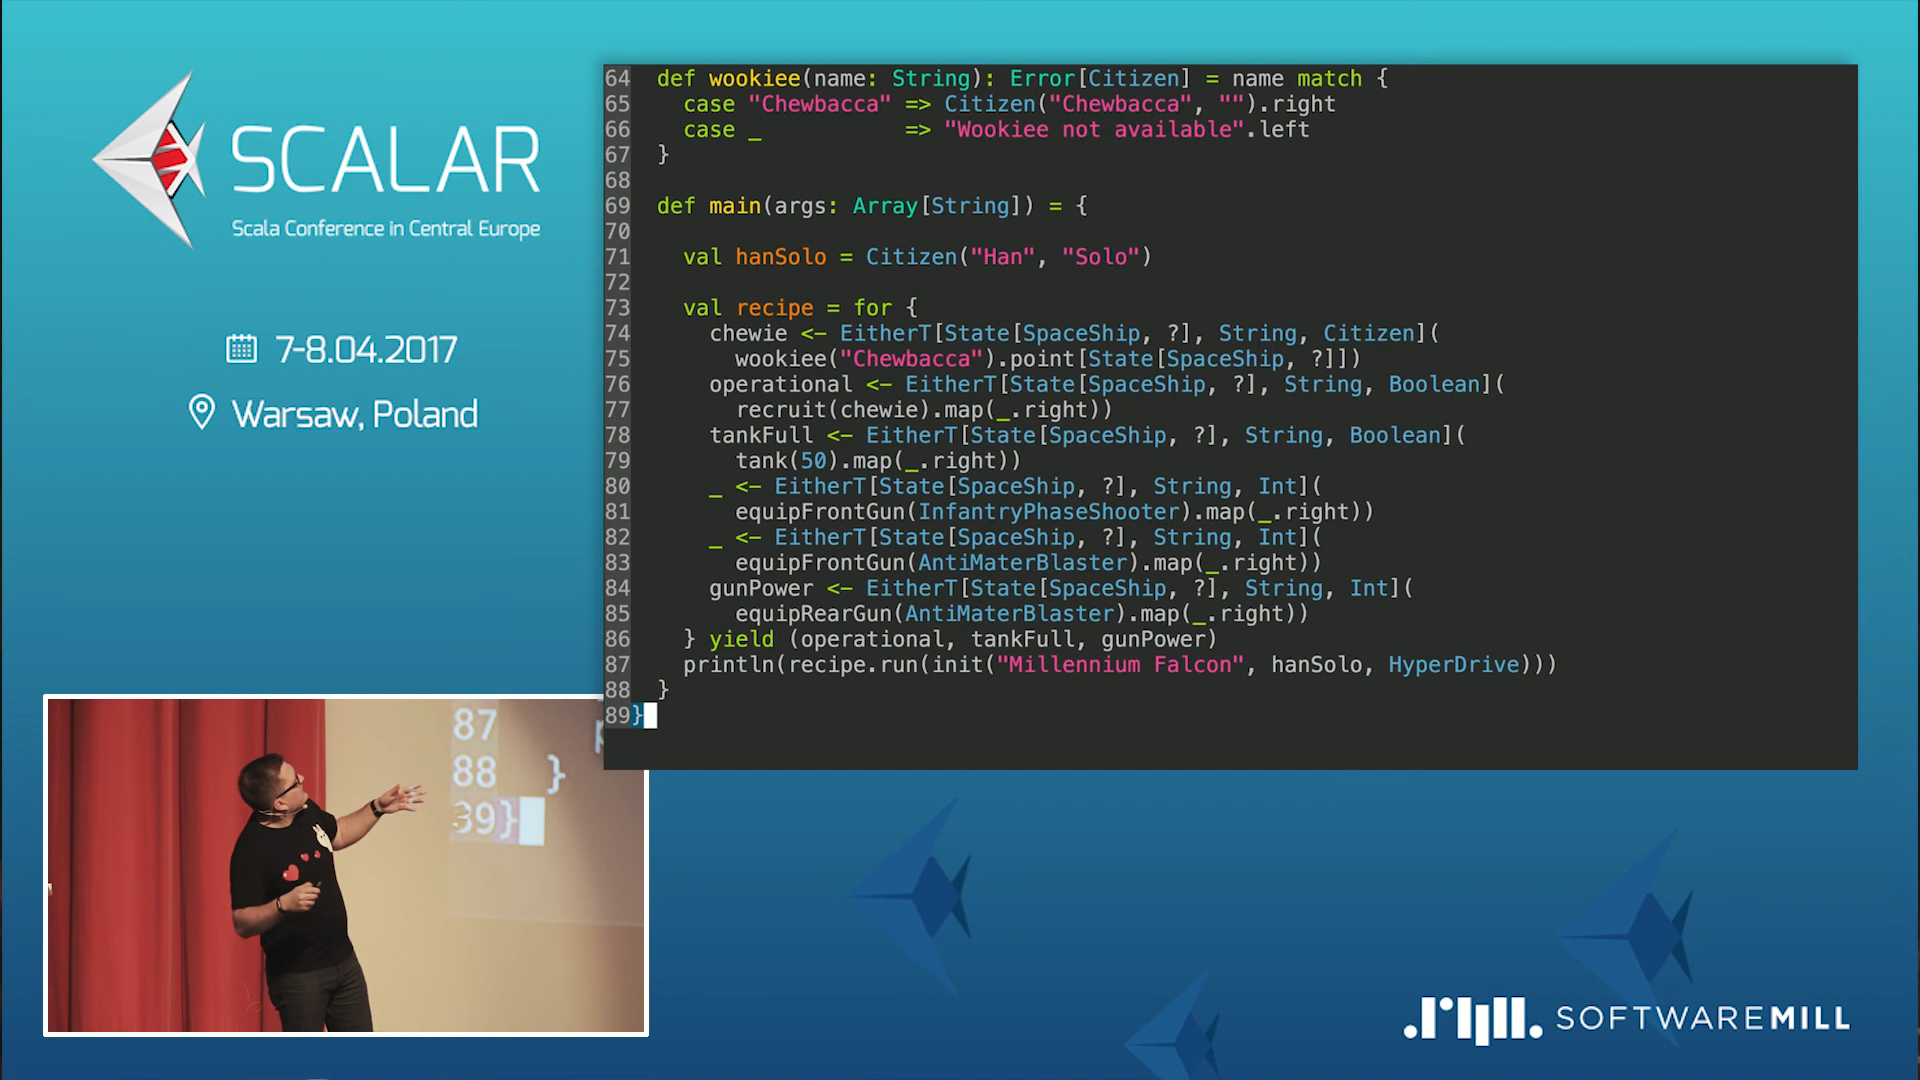 SCALAR
Scala Conference in Central Europe
7-8.04.2017
Warsaw, Poland
64 def wookiee(name: String): Error[Citizen] = name match {
65 case "Chewbacca" => Citizen("Chewbacca", "").right
66 case _ => "Wookiee not available".left
67 }
68
69 def main(args: Array[String]) = {
70
71 val hanSolo = Citizen("Han", "Solo")
72
73 val recipe = for {
74 chewie <- EitherT[State[SpaceShip, ?], String, Citizen](
75 wookiee("Chewbacca").point[State[SpaceShip, ?]])
76 operational <- EitherT[State[SpaceShip, ?], String, Boolean](
77 recruit(chewie).map(_.right))
78 tankFull <- EitherT[State[SpaceShip, ?], String, Boolean](
79 tank(50).map(_.right))
80 _ <- EitherT[State[SpaceShip, ?], String, Int](
81 equipFrontGun(InfantryPhaseShooter).map(_.right))
82 _ <- EitherT[State[SpaceShip, ?], String, Int](
83 equipFrontGun(AntiMaterBlaster).map(_.right))
84 gunPower <- EitherT[State[SpaceShip, ?], String, Int](
85 equipRearGun(AntiMaterBlaster).map(_.right))
86 } yield (operational, tankFull, gunPower)
87 println(recipe.run(init("Millennium Falcon", hanSolo, HyperDrive)))
88 }
89 }
87 p
88 }
89}
SOFTWAREMILL